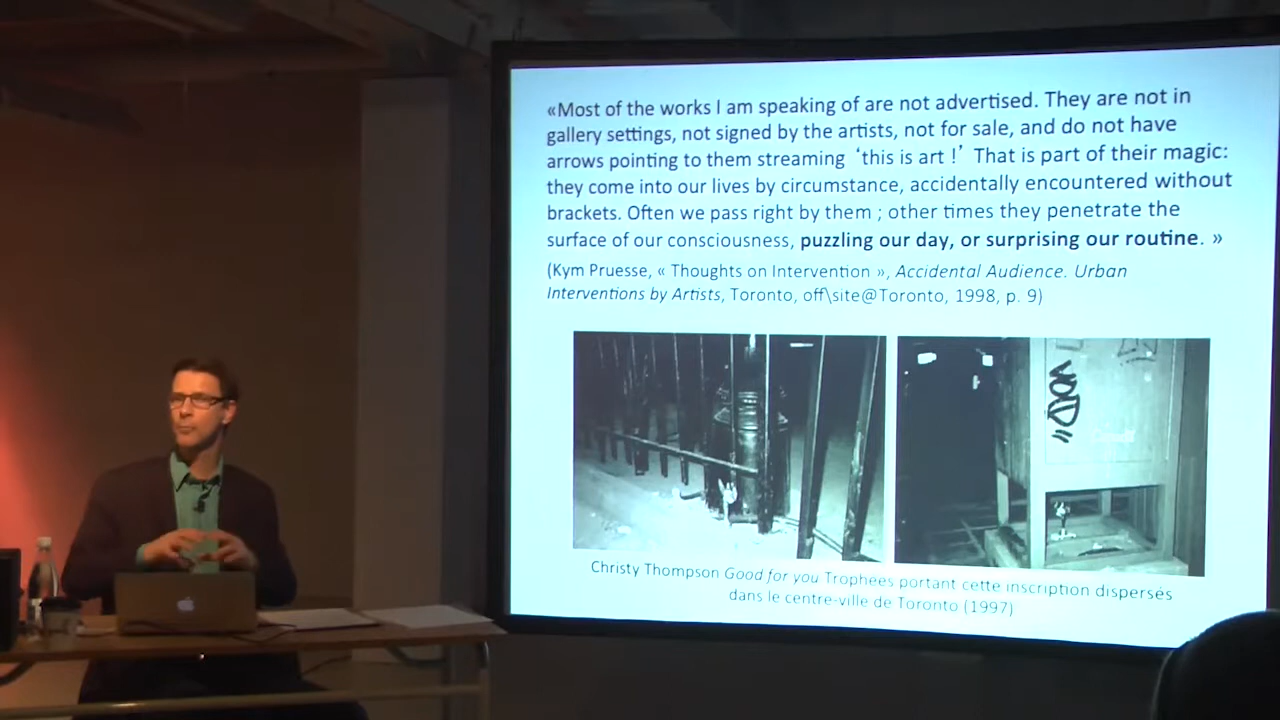 «Most of the works I am speaking of are not advertised. They are not in
gallery settings, not signed by the artists, not for sale, and do not have
arrows pointing to them streaming ‘this is art !’ That is part of their magic:
they come into our lives by circumstance, accidentally encountered without
brackets. Often we pass right by them ; other times they penetrate the
surface of our consciousness, puzzling our day, or surprising our routine. »
(Kym Pruesse, « Thoughts on Intervention », Accidental Audience. Urban
Interventions by Artists, Toronto, off\site@Toronto, 1998, p. 9)
VOID
Christy Thompson Good for you Trophées portant cette inscription dispersés
dans le centre-ville de Toronto (1997)